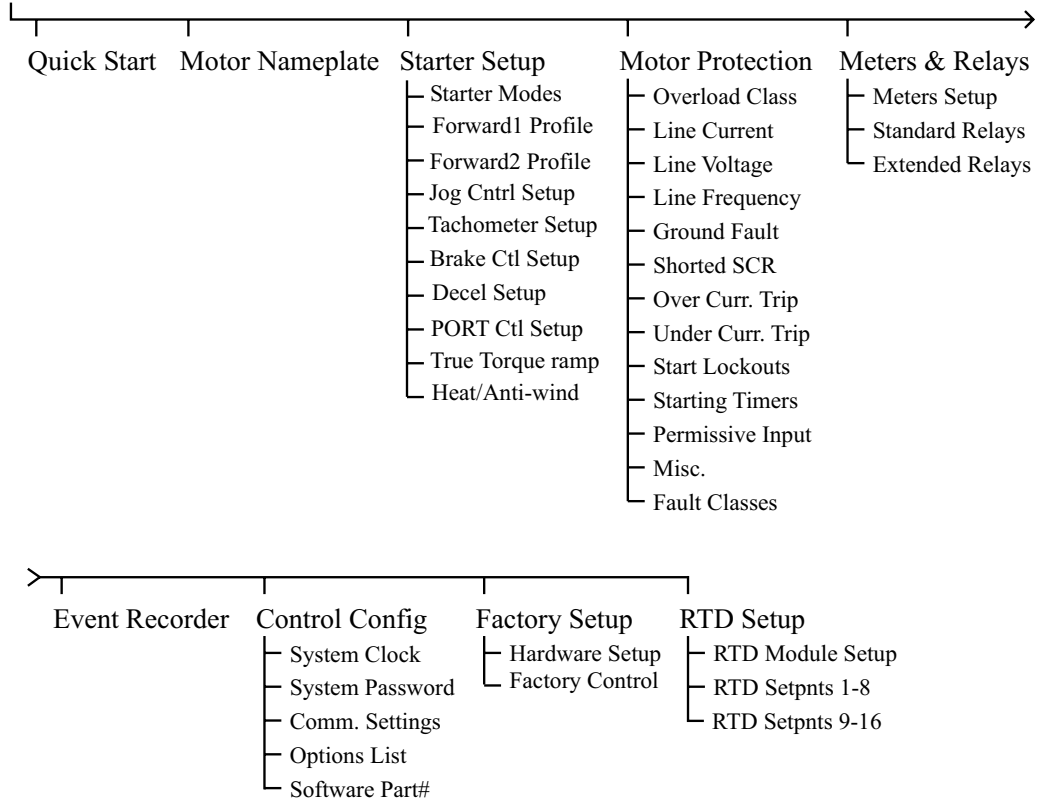 Quick Start
Motor Nameplate
Starter Setup
Starter Modes
Forward1 Profile
Forward2 Profile
Jog Cntrl Setup
Tachometer Setup
Brake Ctl Setup
Decel Setup
PORT Ctl Setup
True Torque ramp
Heat/Anti-wind
Motor Protection
Overload Class
Line Current
Line Voltage
Line Frequency
Ground Fault
Shorted SCR
Over Curr. Trip
Under Curr. Trip
Start Lockouts
Starting Timers
Permissive Input
Misc.
Fault Classes
Meters & Relays
Meters Setup
Standard Relays
Extended Relays
Event Recorder
Control Config
System Clock
System Password
Comm. Settings
Options List
Software Part#
Factory Setup
Hardware Setup
Factory Control
RTD Setup
RTD Module Setup
RTD Setpnts 1-8
RTD Setpnts 9-16